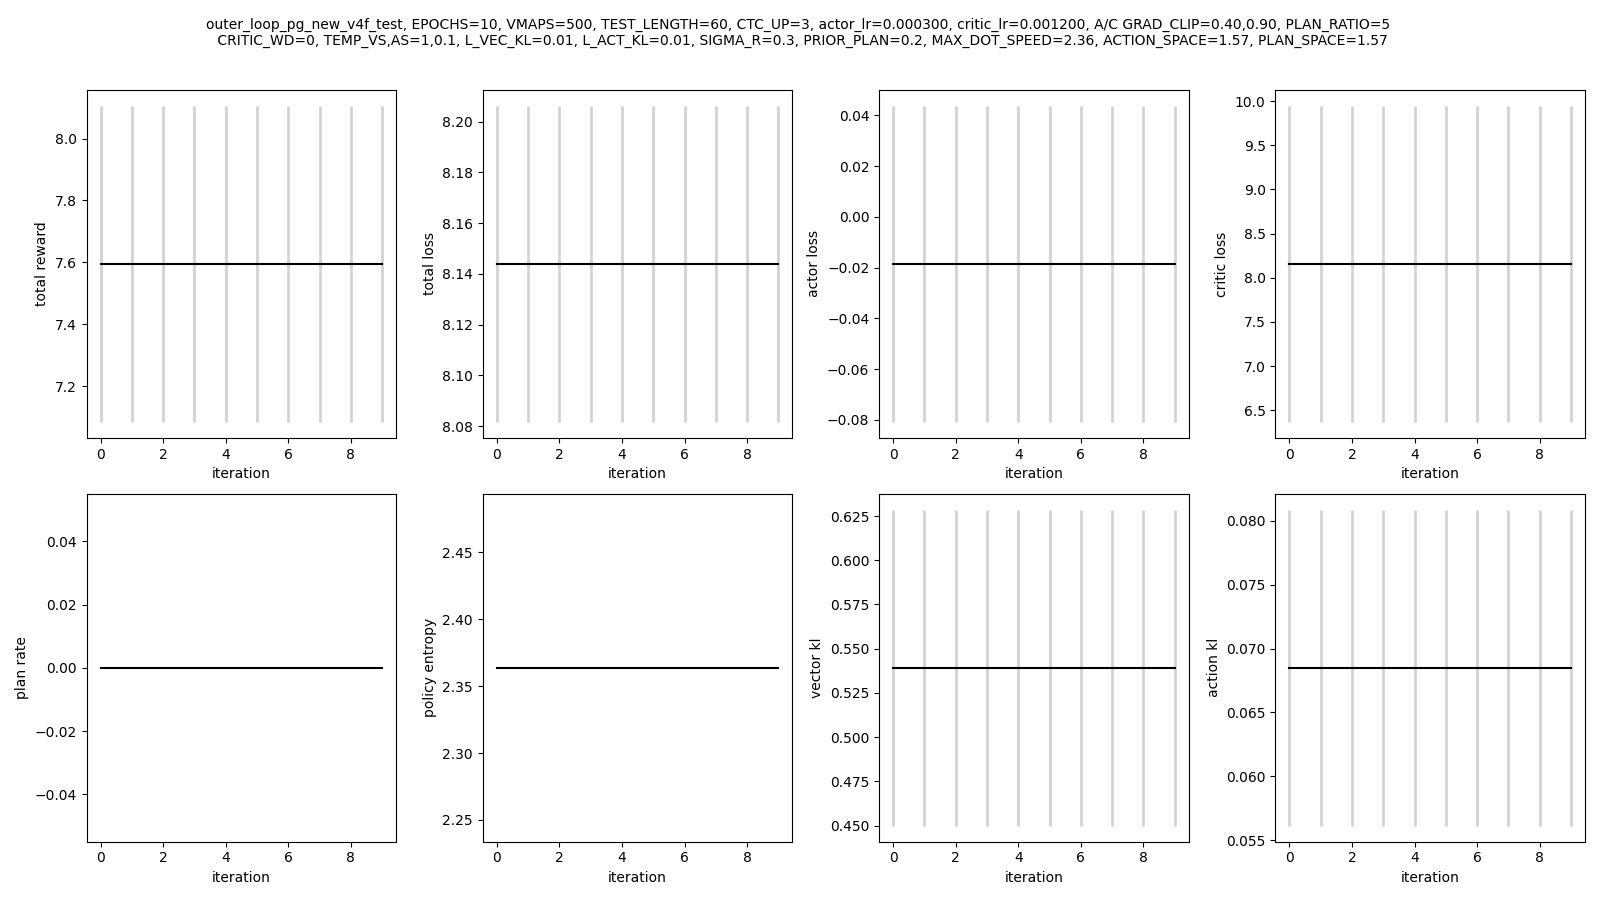 outer_loop_pg_new_v4f_test, EPOCHS=10, VMAPS=500, TEST_LENGTH=60, CTC_UP=3, actor_lr=0.000300, critic_lr=0.001200, A/C GRAD_CLIP=0.40,0.90, PLAN_RATIO=5
CRITIC_WD=0, TEMP_VS,AS=1,0.1, L_VEC_KL=0.01, L_ACT_KL=0.01, SIGMA_R=0.3, PRIOR_PLAN=0.2, MAX_DOT_SPEED=2.36, ACTION_SPACE=1.57, PLAN_SPACE=1.57
total reward
8.0
7.8
7.6
7.4
7.2
0 2 4 6 8
iteration
total loss
8.20
8.18
8.16
8.14
8.12
8.10
8.08
0 2 4 6 8
iteration
actor loss
0.04
0.02
0.00
−0.02
−0.04
−0.06
−0.08
0 2 4 6 8
iteration
critic loss
10.0
9.5
9.0
8.5
8.0
7.5
7.0
6.5
0 2 4 6 8
iteration
plan rate
0.04
0.02
0.00
−0.02
−0.04
0 2 4 6 8
iteration
policy entropy
2.45
2.40
2.35
2.30
2.25
0 2 4 6 8
iteration
vector kl
0.625
0.600
0.575
0.550
0.525
0.500
0.475
0.450
0 2 4 6 8
iteration
action kl
0.080
0.075
0.070
0.065
0.060
0.055
0 2 4 6 8
iteration